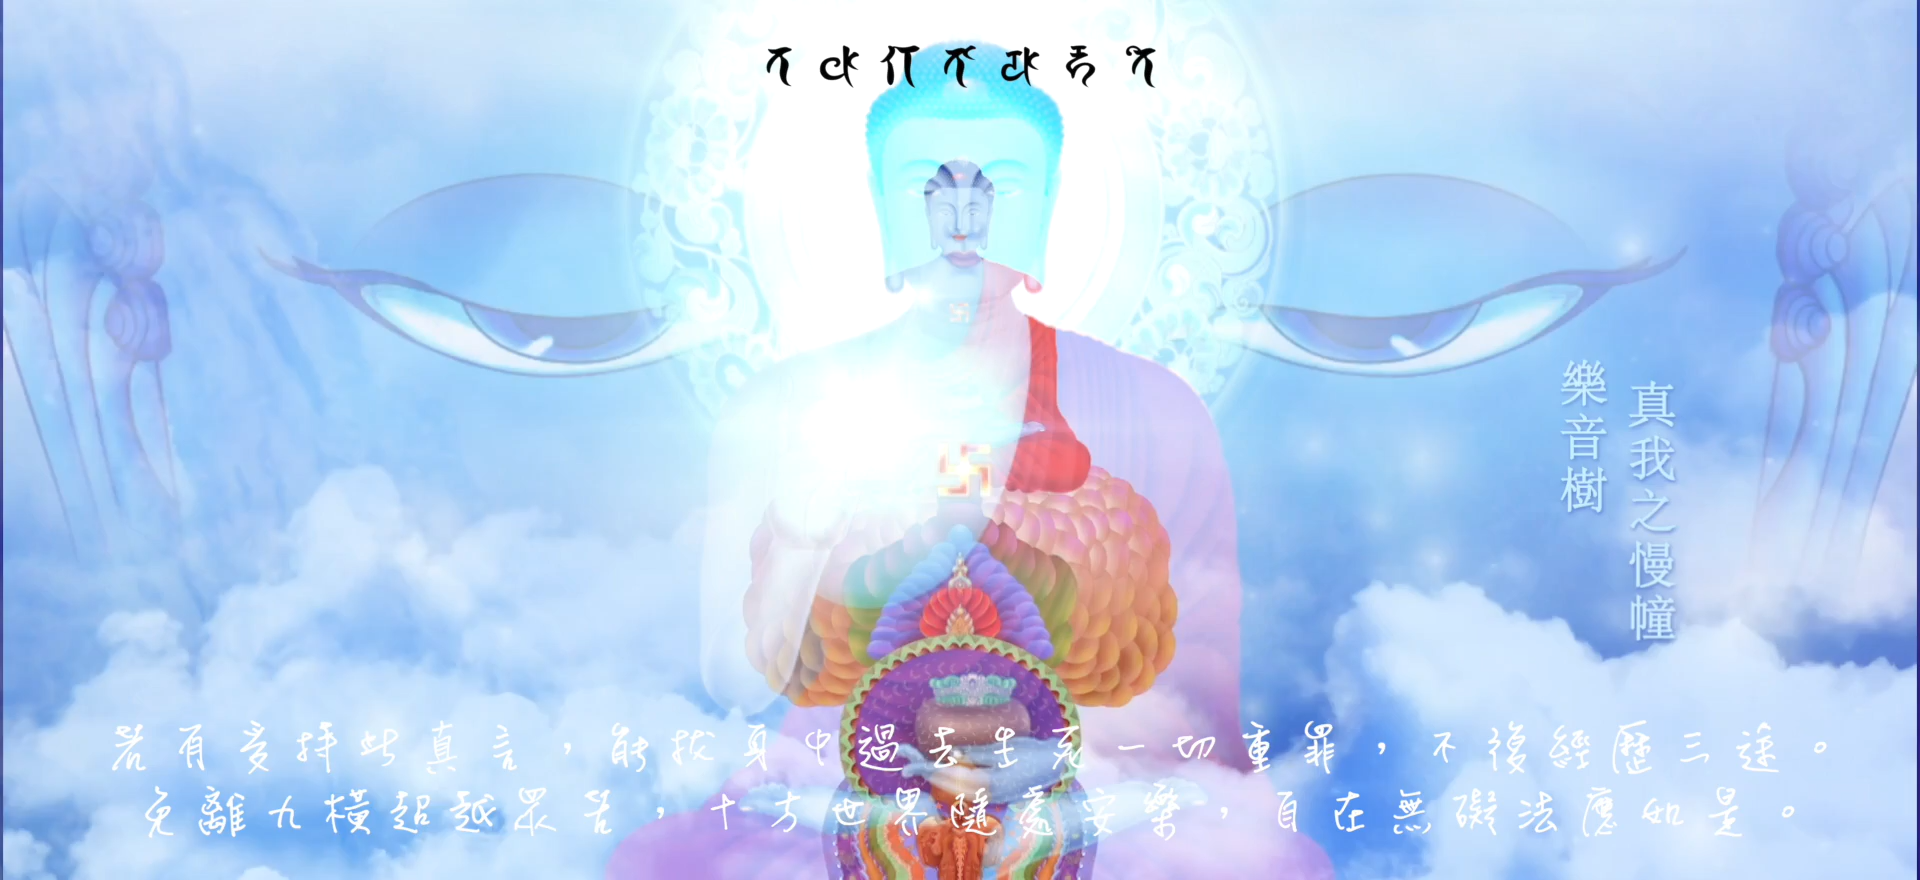 真我之慢幢
樂音樹
若有受持此真言，能拔身中過去生死一切重罪，不復經歷三途。
免離九橫超越眾苦，十方世界隨處安樂，自在無礙法應如是。